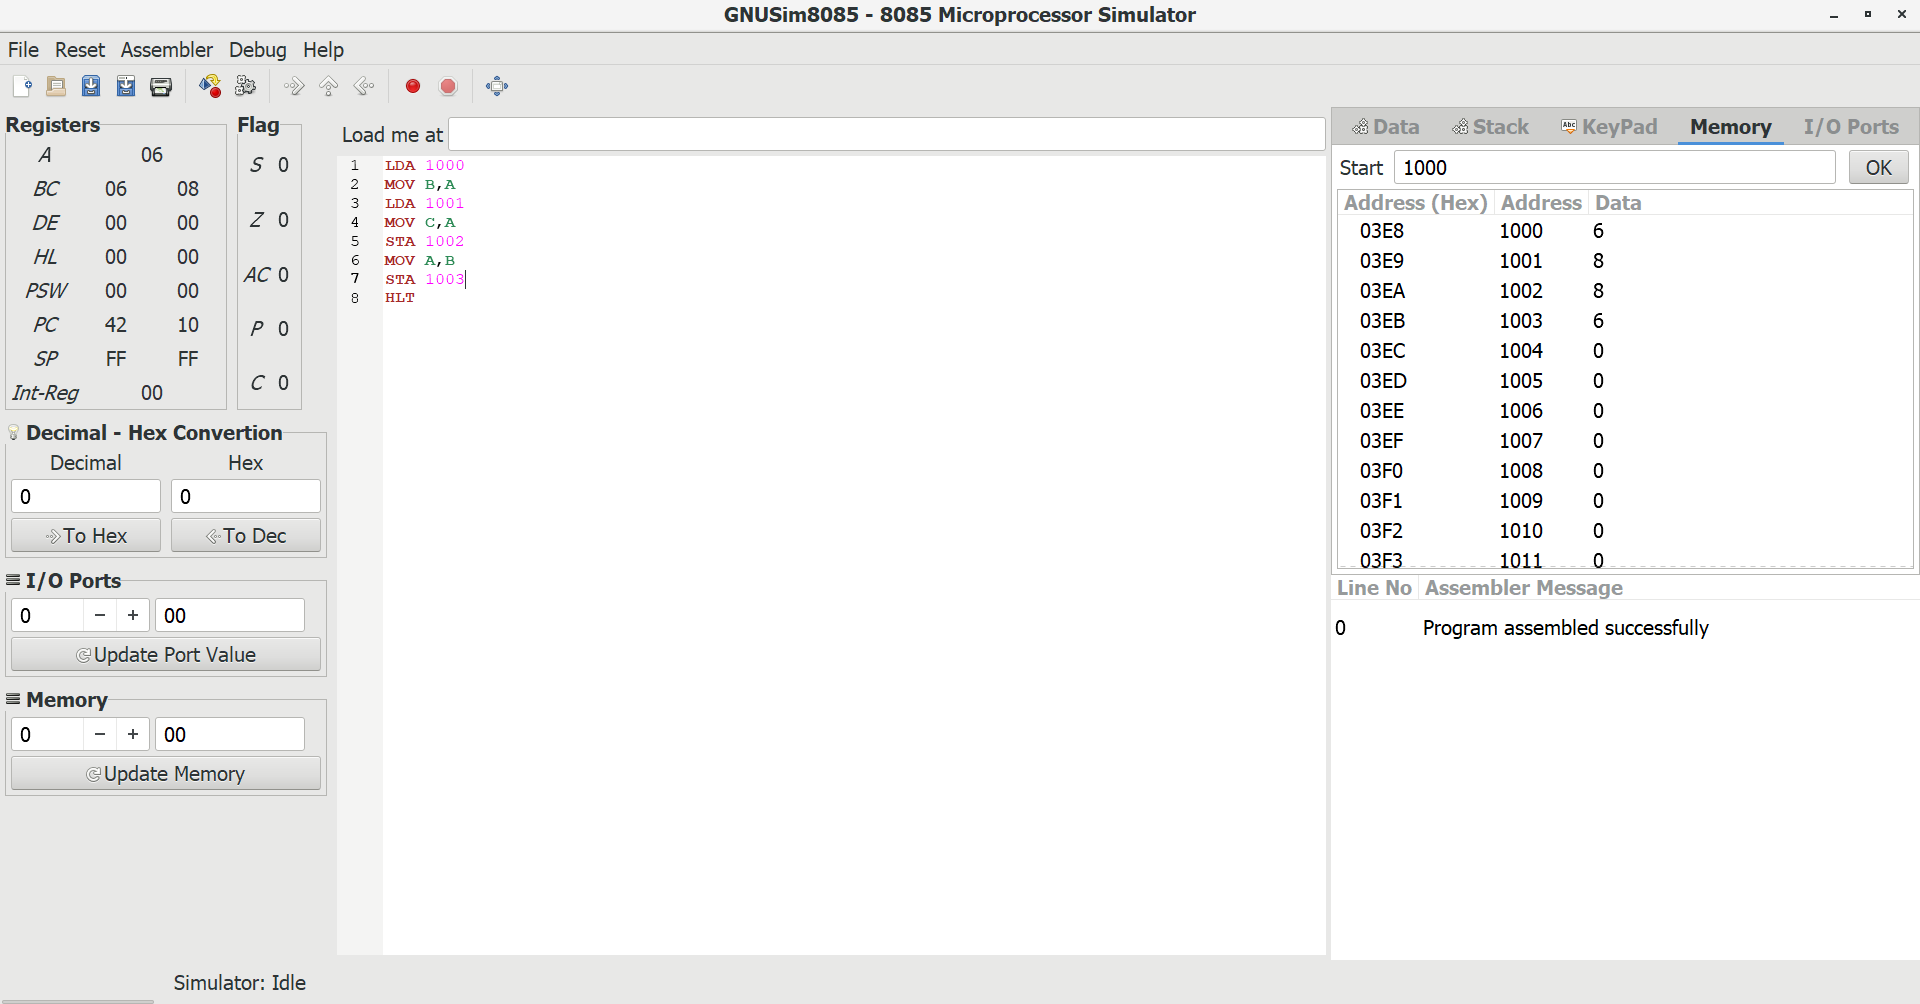 GNUSim8085 - 8085 Microprocessor Simulator
File Reset Assembler Debug Help
Registers
A 06
BC 06 08
DE 00 00
HL 00 00
PSW 00 00
PC 42 10
SP FF FF
Int-Reg 00
Flag
S 0
Z 0
AC 0
P 0
C 0
Decimal - Hex Convertion
Decimal Hex
0 0
To Hex To Dec
I/O Ports
0 − + 00
Update Port Value
Memory
0 − + 00
Update Memory
Simulator: Idle
Load me at
1 LDA 1000
2 MOV B,A
3 LDA 1001
4 MOV C,A
5 STA 1002
6 MOV A,B
7 STA 1003
8 HLT
Data Stack Abc KeyPad Memory I/O Ports
Start 1000 OK
Address (Hex) Address Data
03E8 1000 6
03E9 1001 8
03EA 1002 8
03EB 1003 6
03EC 1004 0
03ED 1005 0
03EE 1006 0
03EF 1007 0
03F0 1008 0
03F1 1009 0
03F2 1010 0
03F3 1011 0
Line No Assembler Message
0 Program assembled successfully